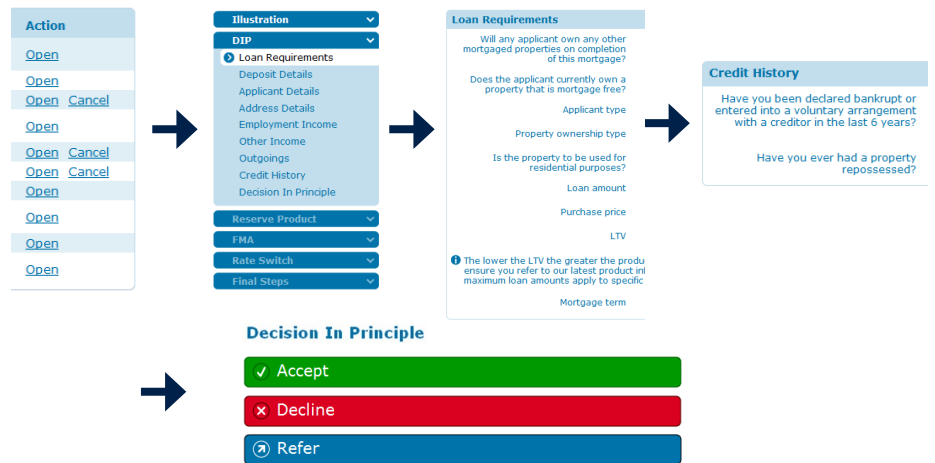 Action
Open
Open
Open Cancel
Open
Open Cancel
Open Cancel
Open
Open
Open
Open
Illustration
DIP
Loan Requirements
Deposit Details
Applicant Details
Address Details
Employment Income
Other Income
Outgoings
Credit History
Decision In Principle
Reserve Product
FMA
Rate Switch
Final Steps
Loan Requirements
Will any applicant own any other
mortgaged properties on completion
of this mortgage?
Does the applicant currently own a
property that is mortgage free?
Applicant type
Property ownership type
Is the property to be used for
residential purposes?
Loan amount
Purchase price
LTV
The lower the LTV the greater the produ
ensure you refer to our latest product inf
maximum loan amounts apply to specific
Mortgage term
Credit History
Have you been declared bankrupt or
entered into a voluntary arrangement
with a creditor in the last 6 years?
Have you ever had a property
repossessed?
Decision In Principle
Accept
Decline
Refer